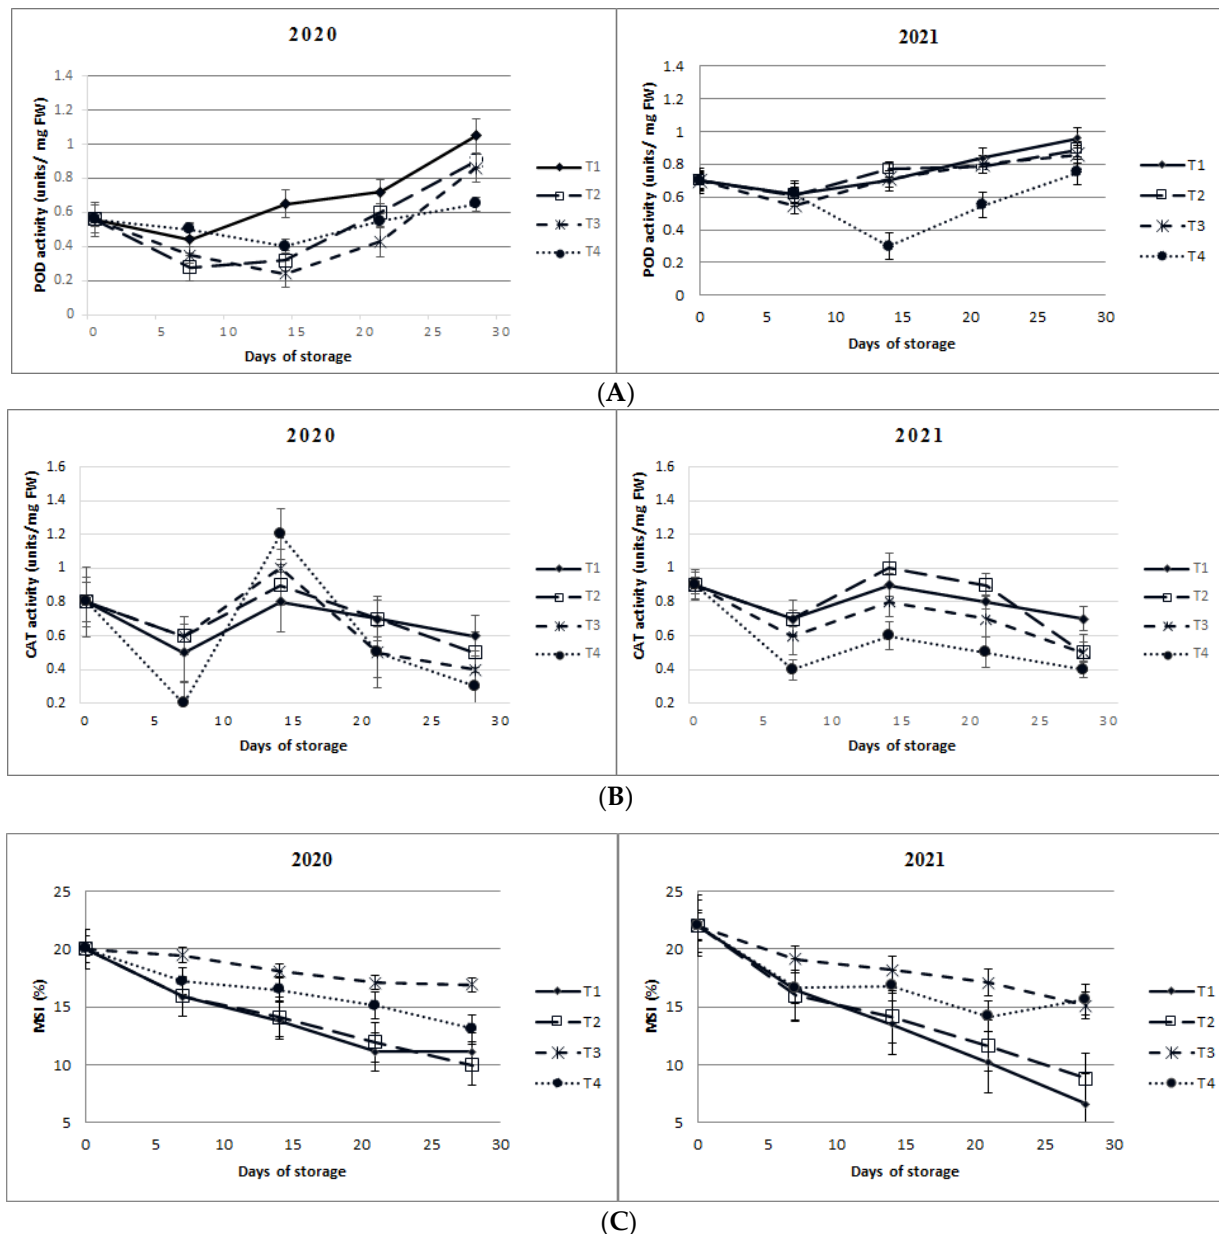 2020
POD activity (units/ mg FW)
1.4
1.2
1
0.8
0.6
0.4
0.2
0
0 5 10 15 20 25 30
Days of storage
T1
T2
T3
T4
2021
POD activity (units/ mg FW)
1.4
1.2
1
0.8
0.6
0.4
0.2
0
0 5 10 15 20 25 30
Days of storage
T1
T2
T3
T4
(A)
2020
CAT activity (units/mg FW)
1.6
1.4
1.2
1
0.8
0.6
0.4
0.2
0 5 10 15 20 25 30
Days of storage
T1
T2
T3
T4
2021
CAT activity (units/mg FW)
1.6
1.4
1.2
1
0.8
0.6
0.4
0.2
0 5 10 15 20 25 30
Days of storage
T1
T2
T3
T4
(B)
2020
MSI (%)
25
20
15
10
5
0 5 10 15 20 25 30
Days of storage
T1
T2
T3
T4
2021
MSI (%)
25
20
15
10
5
0 5 10 15 20 25 30
Days of storage
T1
T2
T3
T4
(C)